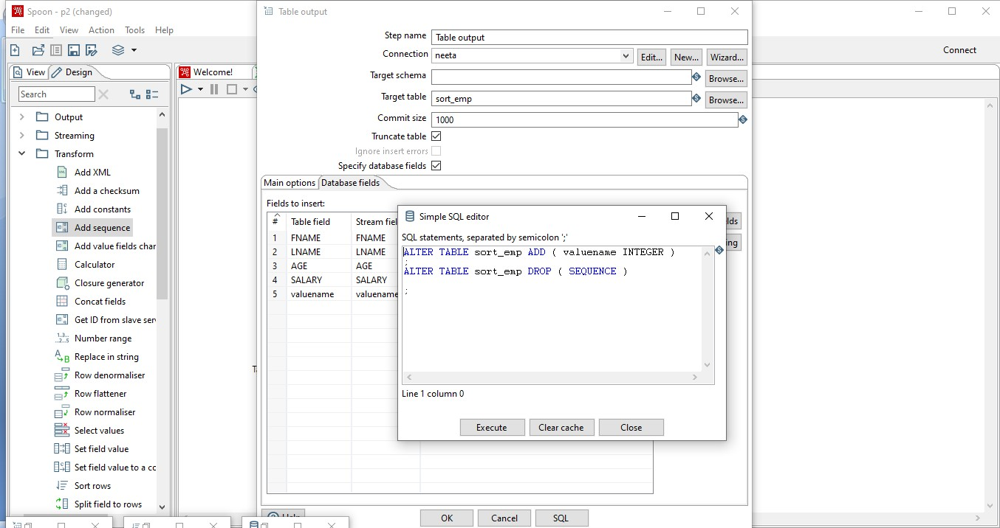 Spoon - p2 (changed)
File Edit View Action Tools Help
Connect
View Design
Search
Output
Streaming
Transform
Add XML
Add a checksum
Add constants
Add sequence
Add value fields char
Calculator
Closure generator
Concat fields
Get ID from slave serv
Number range
Replace in string
Row denormaliser
Row flattener
Row normaliser
Select values
Set field value
Set field value to a co
Sort rows
Split field to rows
Welcome!
Table output
Step name Table output
Connection neeta Edit... New... Wizard...
Target schema Browse...
Target table sort_emp Browse...
Commit size 1000
Truncate table
Ignore insert errors
Specify database fields
Main options Database fields
Fields to insert:
# Table field Stream fiel
1 FNAME FNAME
2 LNAME LNAME
3 AGE AGE
4 SALARY SALARY
5 valuename valuename
lds
ing
Simple SQL editor
SQL statements, separated by semicolon ';'
ALTER TABLE sort_emp ADD ( valuename INTEGER )
;
ALTER TABLE sort_emp DROP ( SEQUENCE )
;
Line 1 column 0
Execute Clear cache Close
Help
OK Cancel SQL